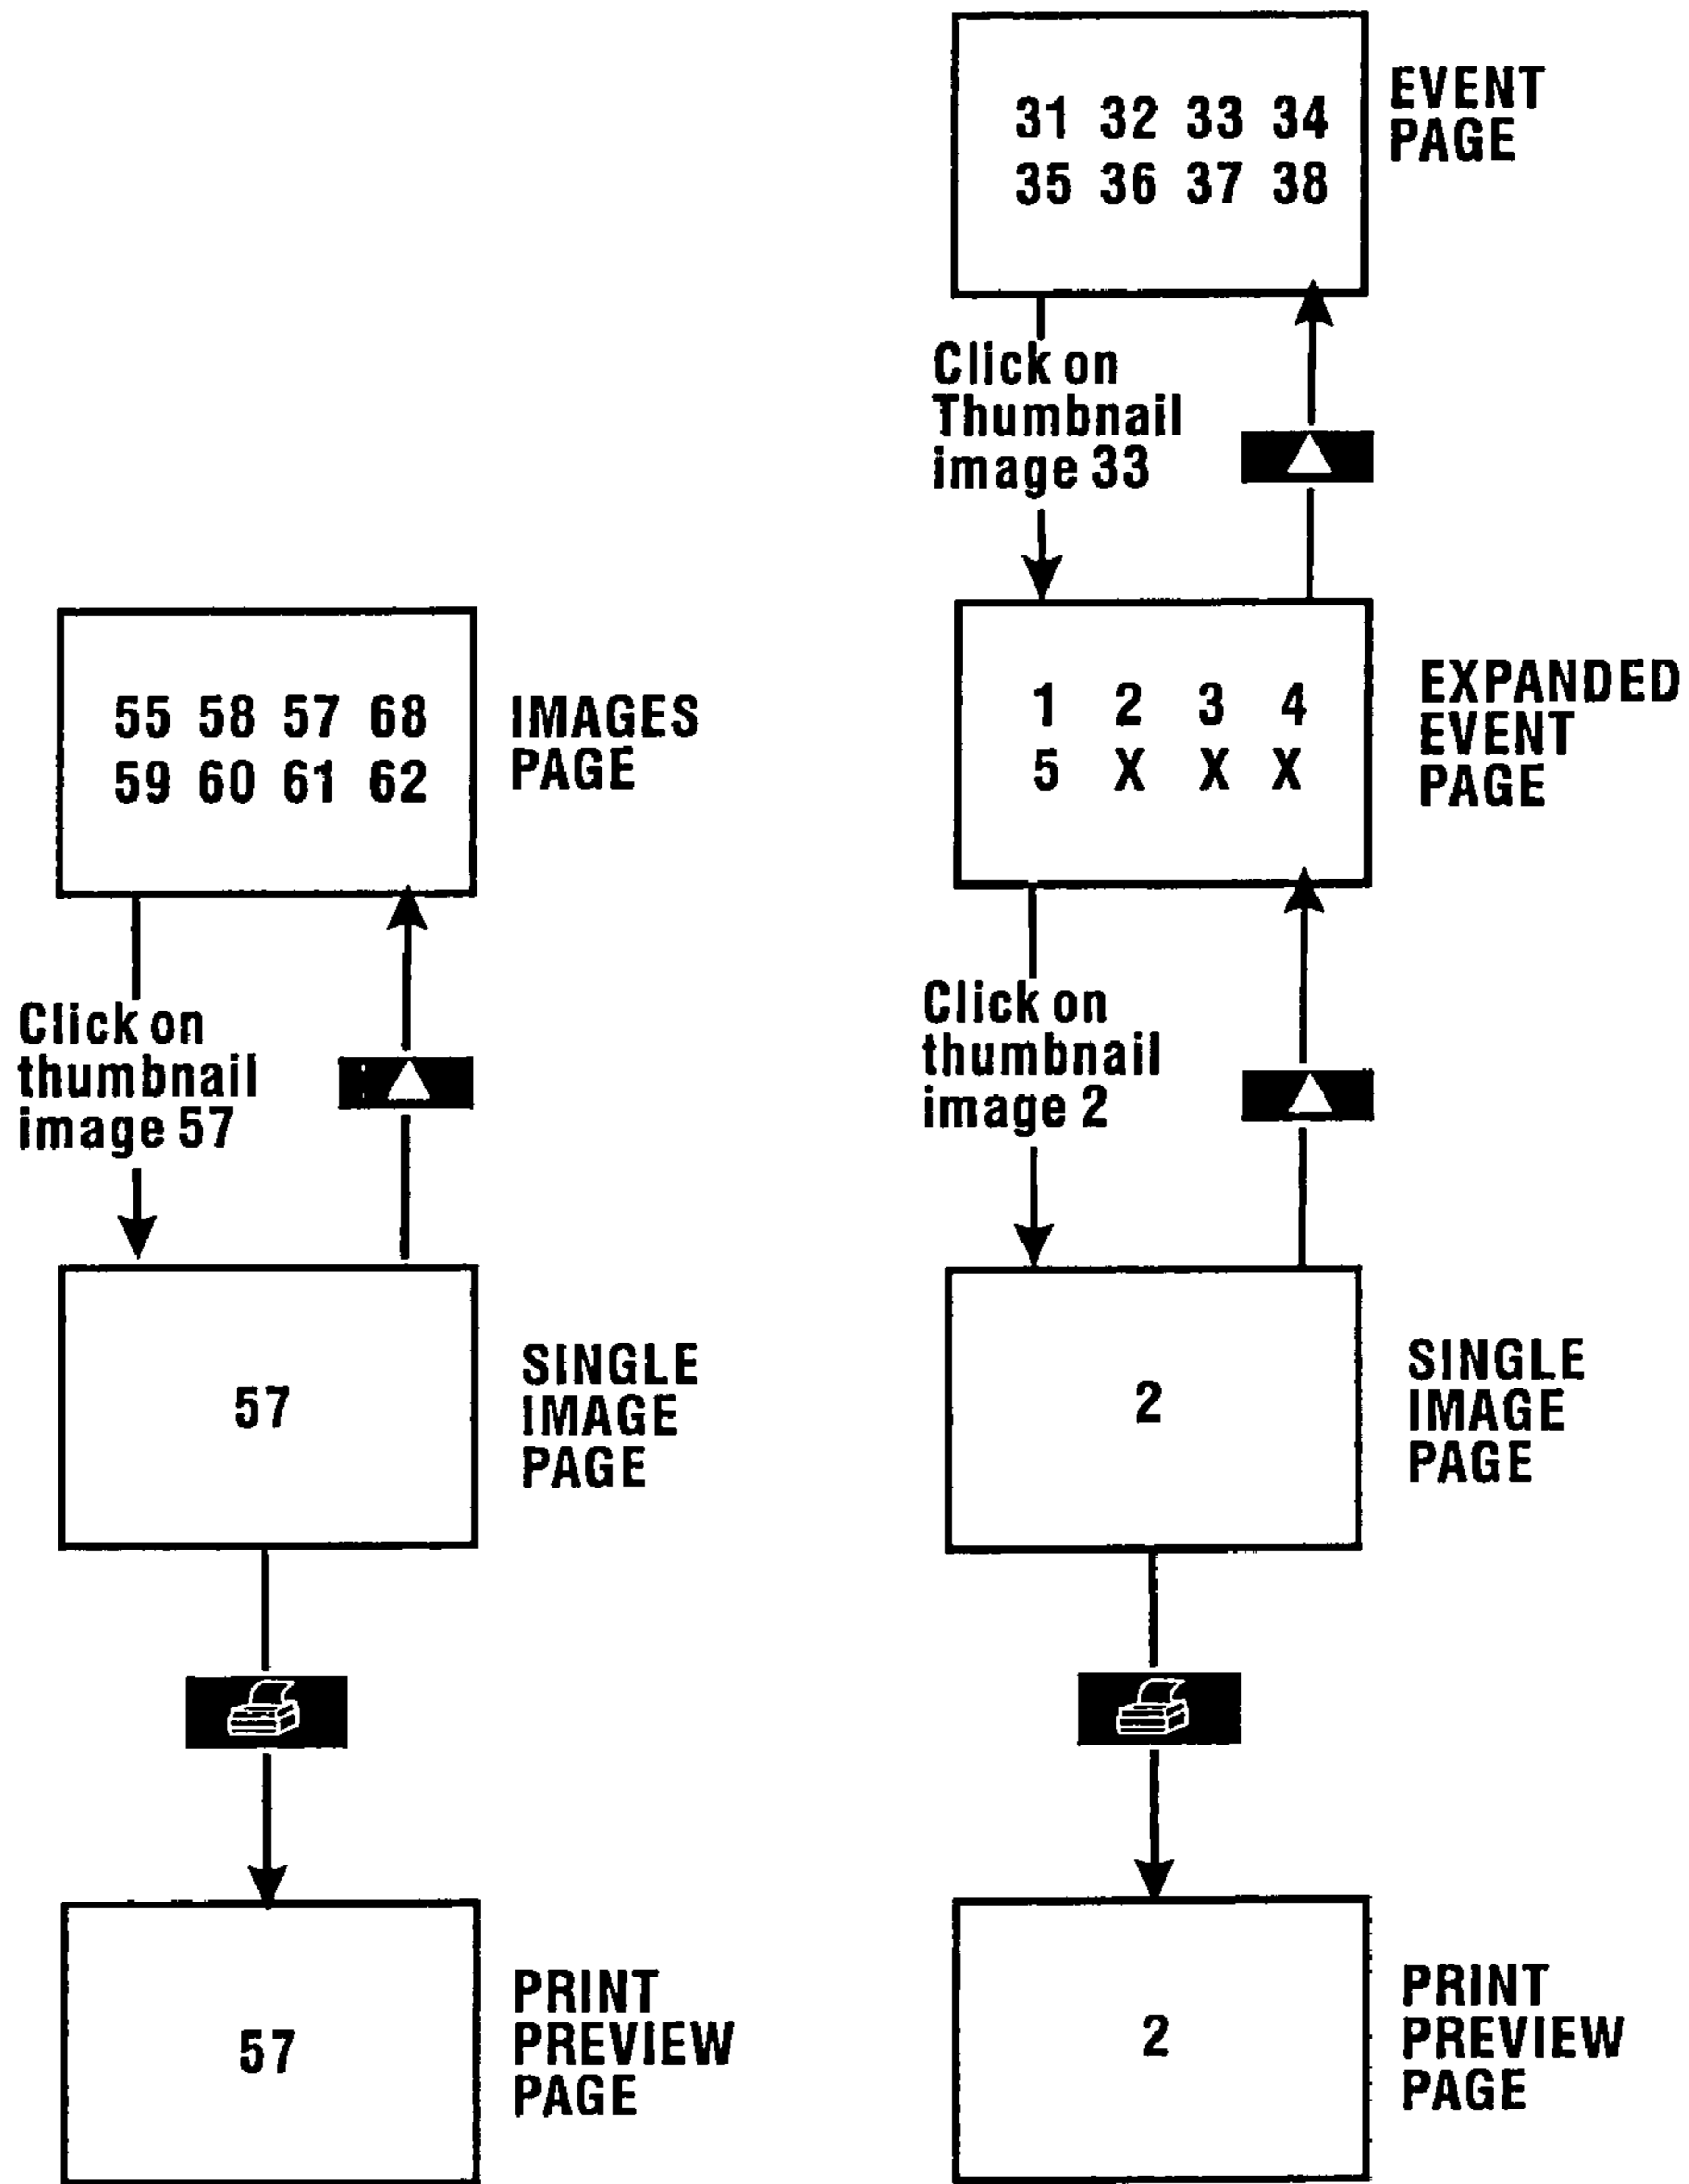 31 32 33 34
35 36 37 38
EVENT
PAGE
Click on
Thumbnail
image 33
55 58 57 68
59 60 61 62
IMAGES
PAGE
1 2 3 4
5 X X X
EXPANDED
EVENT
PAGE
Click on
thumbnail
image 57
Click on
thumbnail
image 2
57
SINGLE
IMAGE
PAGE
2
SINGLE
IMAGE
PAGE
57
PRINT
PREVIEW
PAGE
2
PRINT
PREVIEW
PAGE